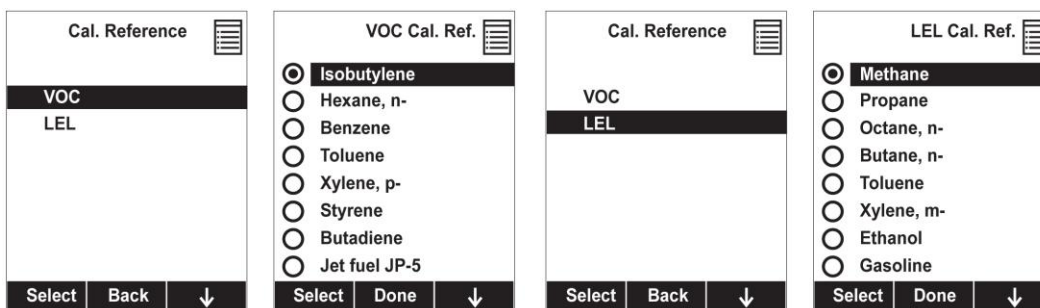 Cal. Reference
VOC
LEL
Select Back ↓
VOC Cal. Ref.
Isobutylene
Hexane, n-
Benzene
Toluene
Xylene, p-
Styrene
Butadiene
Jet fuel JP-5
Select Done ↓
Cal. Reference
VOC
LEL
Select Back ↓
LEL Cal. Ref.
Methane
Propane
Octane, n-
Butane, n-
Toluene
Xylene, m-
Ethanol
Gasoline
Select Done ↓